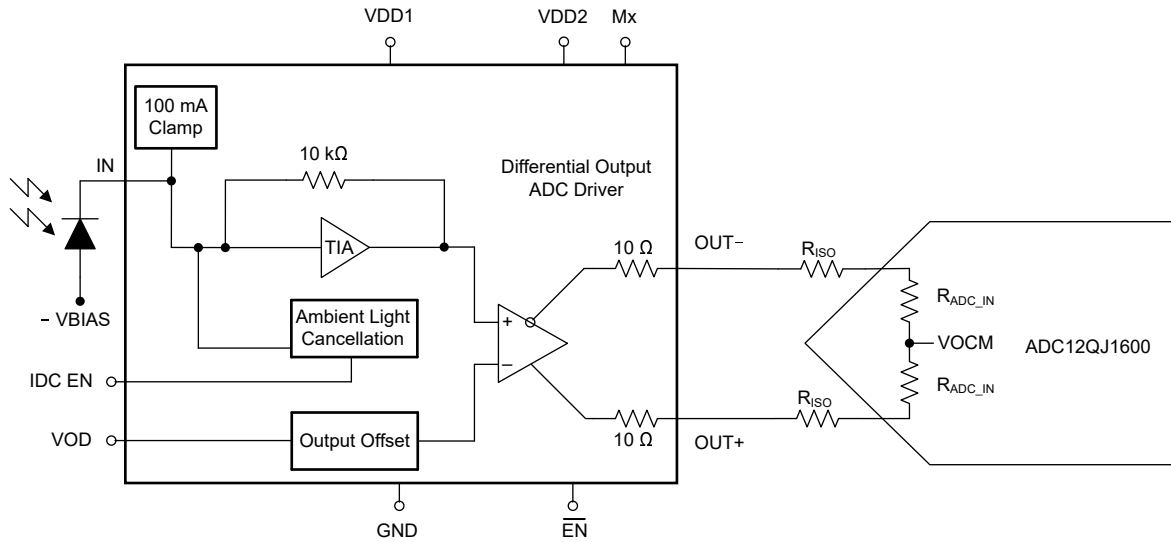 VDD1
VDD2
Mx
100 mA
Clamp
IN
10 kΩ
Differential Output
ADC Driver
TIA
10 Ω
OUT−
RISO
RADC_IN
− VBIAS
Ambient Light
Cancellation
+
−
VOCM
ADC12QJ1600
IDC EN
RISO
RADC_IN
VOD
Output Offset
10 Ω
OUT+
GND
EN